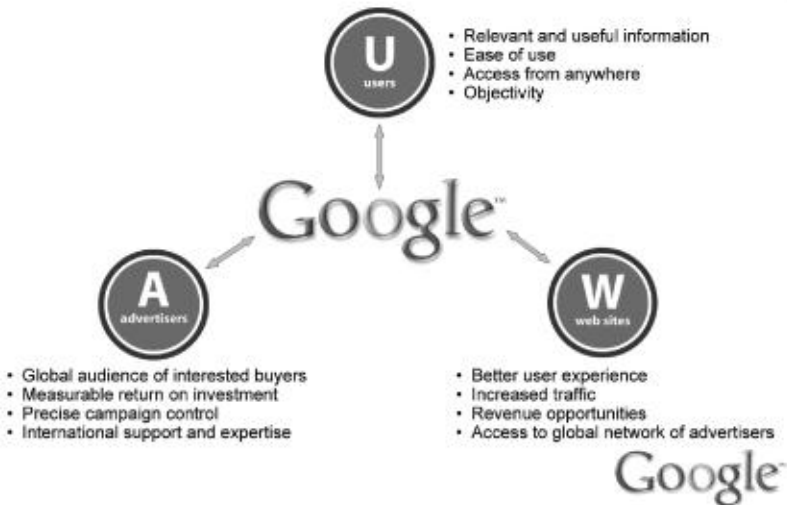 U
users
• Relevant and useful information
• Ease of use
• Access from anywhere
• Objectivity
Google™
A
advertisers
• Global audience of interested buyers
• Measurable return on investment
• Precise campaign control
• International support and expertise
W
web sites
• Better user experience
• Increased traffic
• Revenue opportunities
• Access to global network of advertisers
Google™